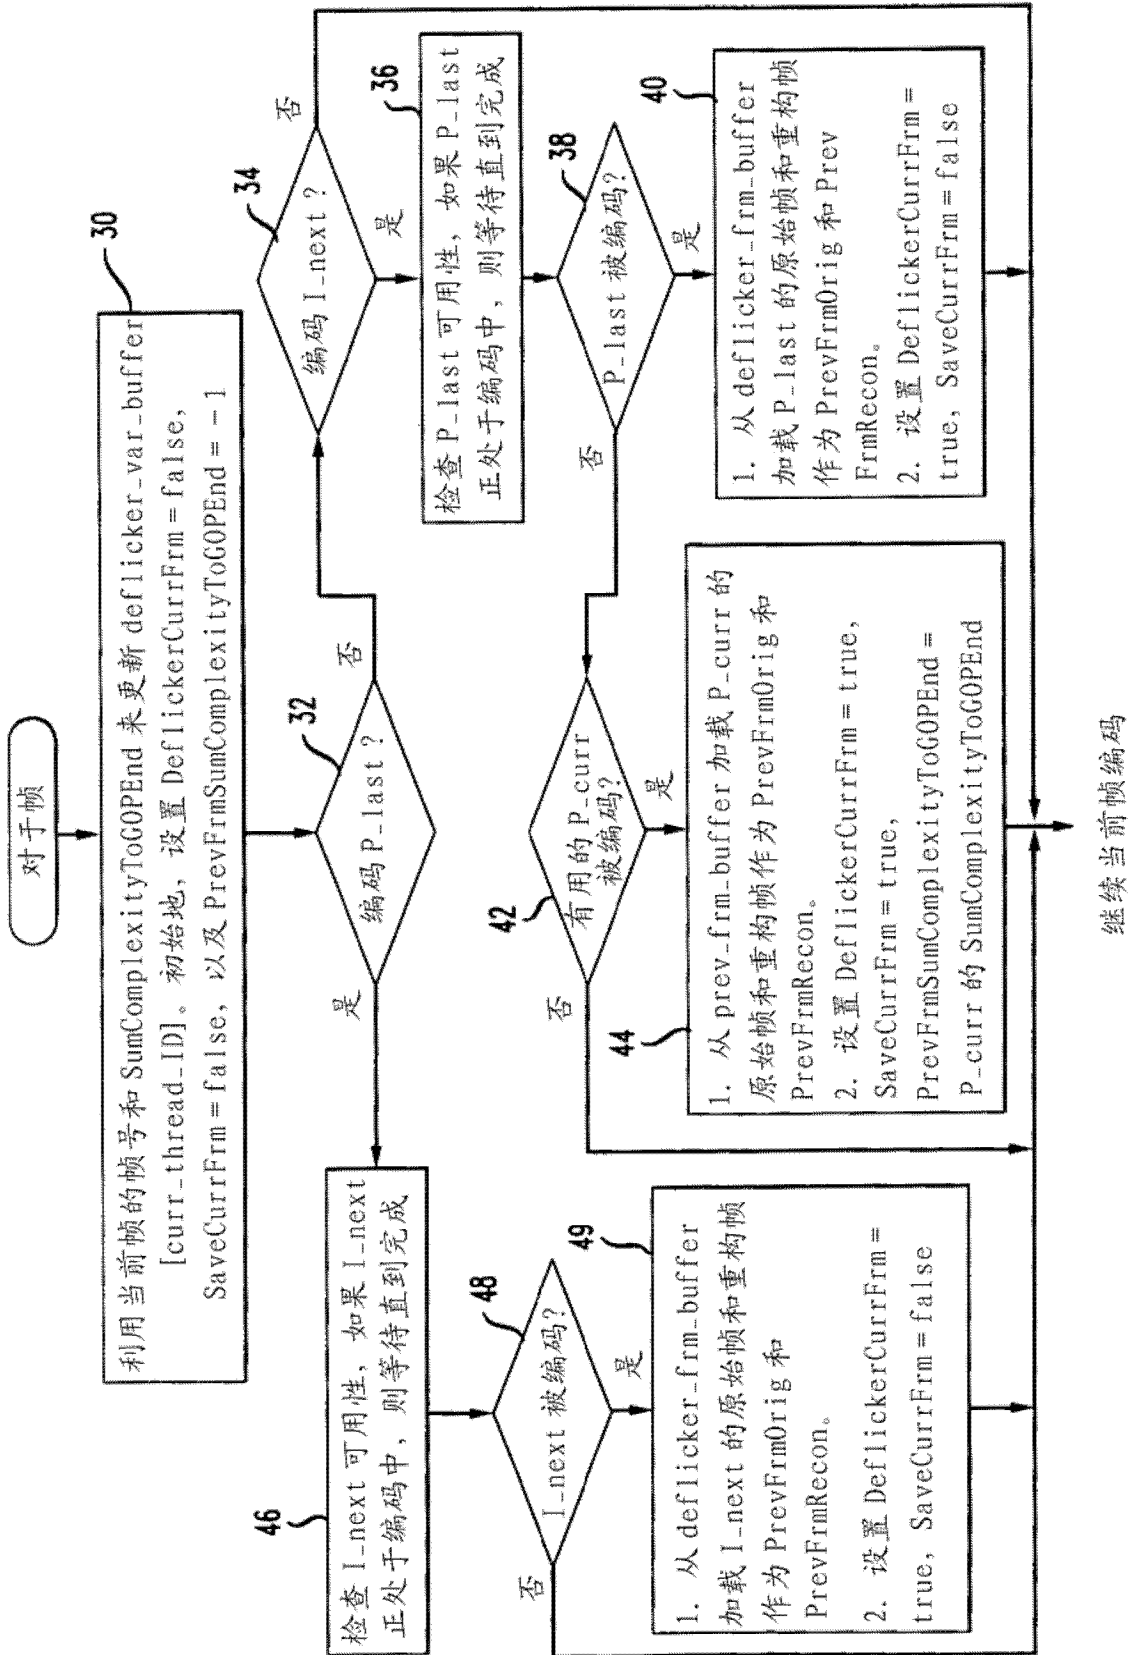 对于帧
30
利用当前帧的帧号和 SumComplexityToGOPEnd 来更新 deflicker_var_buffer
[curr_thread_ID]。初始地, 设置 DeflickerCurrFrm = false,
SaveCurrFrm = false, 以及 PrevFrmSumComplexityToGOPEnd = -1
32
编码 P_last?
是
否
34
编码 I_next?
否
是
36
检查 P_last 可用性, 如果 P_last
正处于编码中, 则等待直到完成
38
P_last 被编码?
否
是
40
1. 从 deflicker_frm_buffer
加载 P_last 的原始帧和重构帧
作为 PrevFrmOrig 和 Prev
FrmRecon。
2. 设置 DeflickerCurrFrm =
true, SaveCurrFrm = false
42
有用的 P_curr
被编码?
否
是
44
1. 从 prev_frm_buffer 加载 P_curr 的
原始帧和重构帧作为 PrevFrmOrig 和
PrevFrmRecon。
2. 设置 DeflickerCurrFrm = true,
SaveCurrFrm = true,
PrevFrmSumComplexityToGOPEnd =
P_curr 的 SumComplexityToGOPEnd
46
检查 I_next 可用性, 如果 I_next
正处于编码中, 则等待直到完成
48
I_next 被编码?
否
是
49
1. 从 deflicker_frm_buffer
加载 I_next 的原始帧和重构帧
作为 PrevFrmOrig 和
PrevFrmRecon。
2. 设置 DeflickerCurrFrm =
true, SaveCurrFrm = false
继续当前帧编码